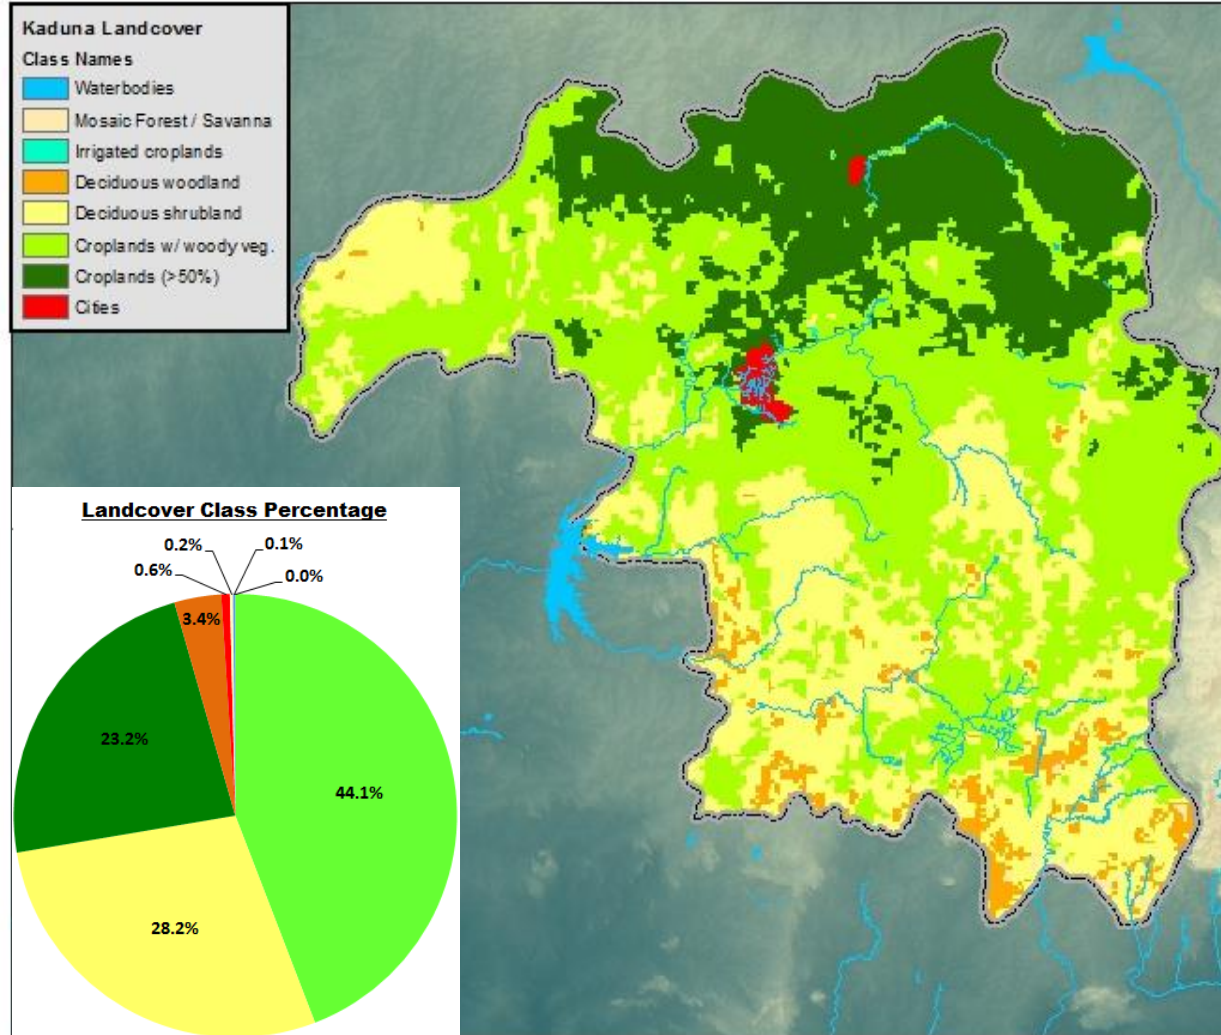 Kaduna Landcover
Class Names
Waterbodies
Mosaic Forest / Savanna
Irrigated croplands
Deciduous woodland
Deciduous shrubland
Croplands w/ woody veg.
Croplands (>50%)
Cities
Landcover Class Percentage
0.2%
0.1%
0.6%
0.0%
3.4%
23.2%
44.1%
28.2%